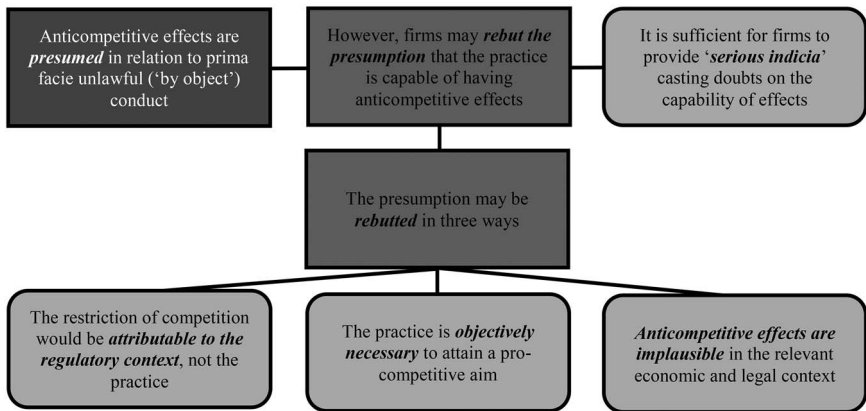 Anticompetitive effects are
presumed in relation to prima
facie unlawful (‘by object’)
conduct
However, firms may rebut the
presumption that the practice
is capable of having
anticompetitive effects
It is sufficient for firms to
provide ‘serious indicia’
casting doubts on the
capability of effects
The presumption may be
rebutted in three ways
The restriction of competition
would be attributable to the
regulatory context, not the
practice
The practice is objectively
necessary to attain a pro-
competitive aim
Anticompetitive effects are
implausible in the relevant
economic and legal context